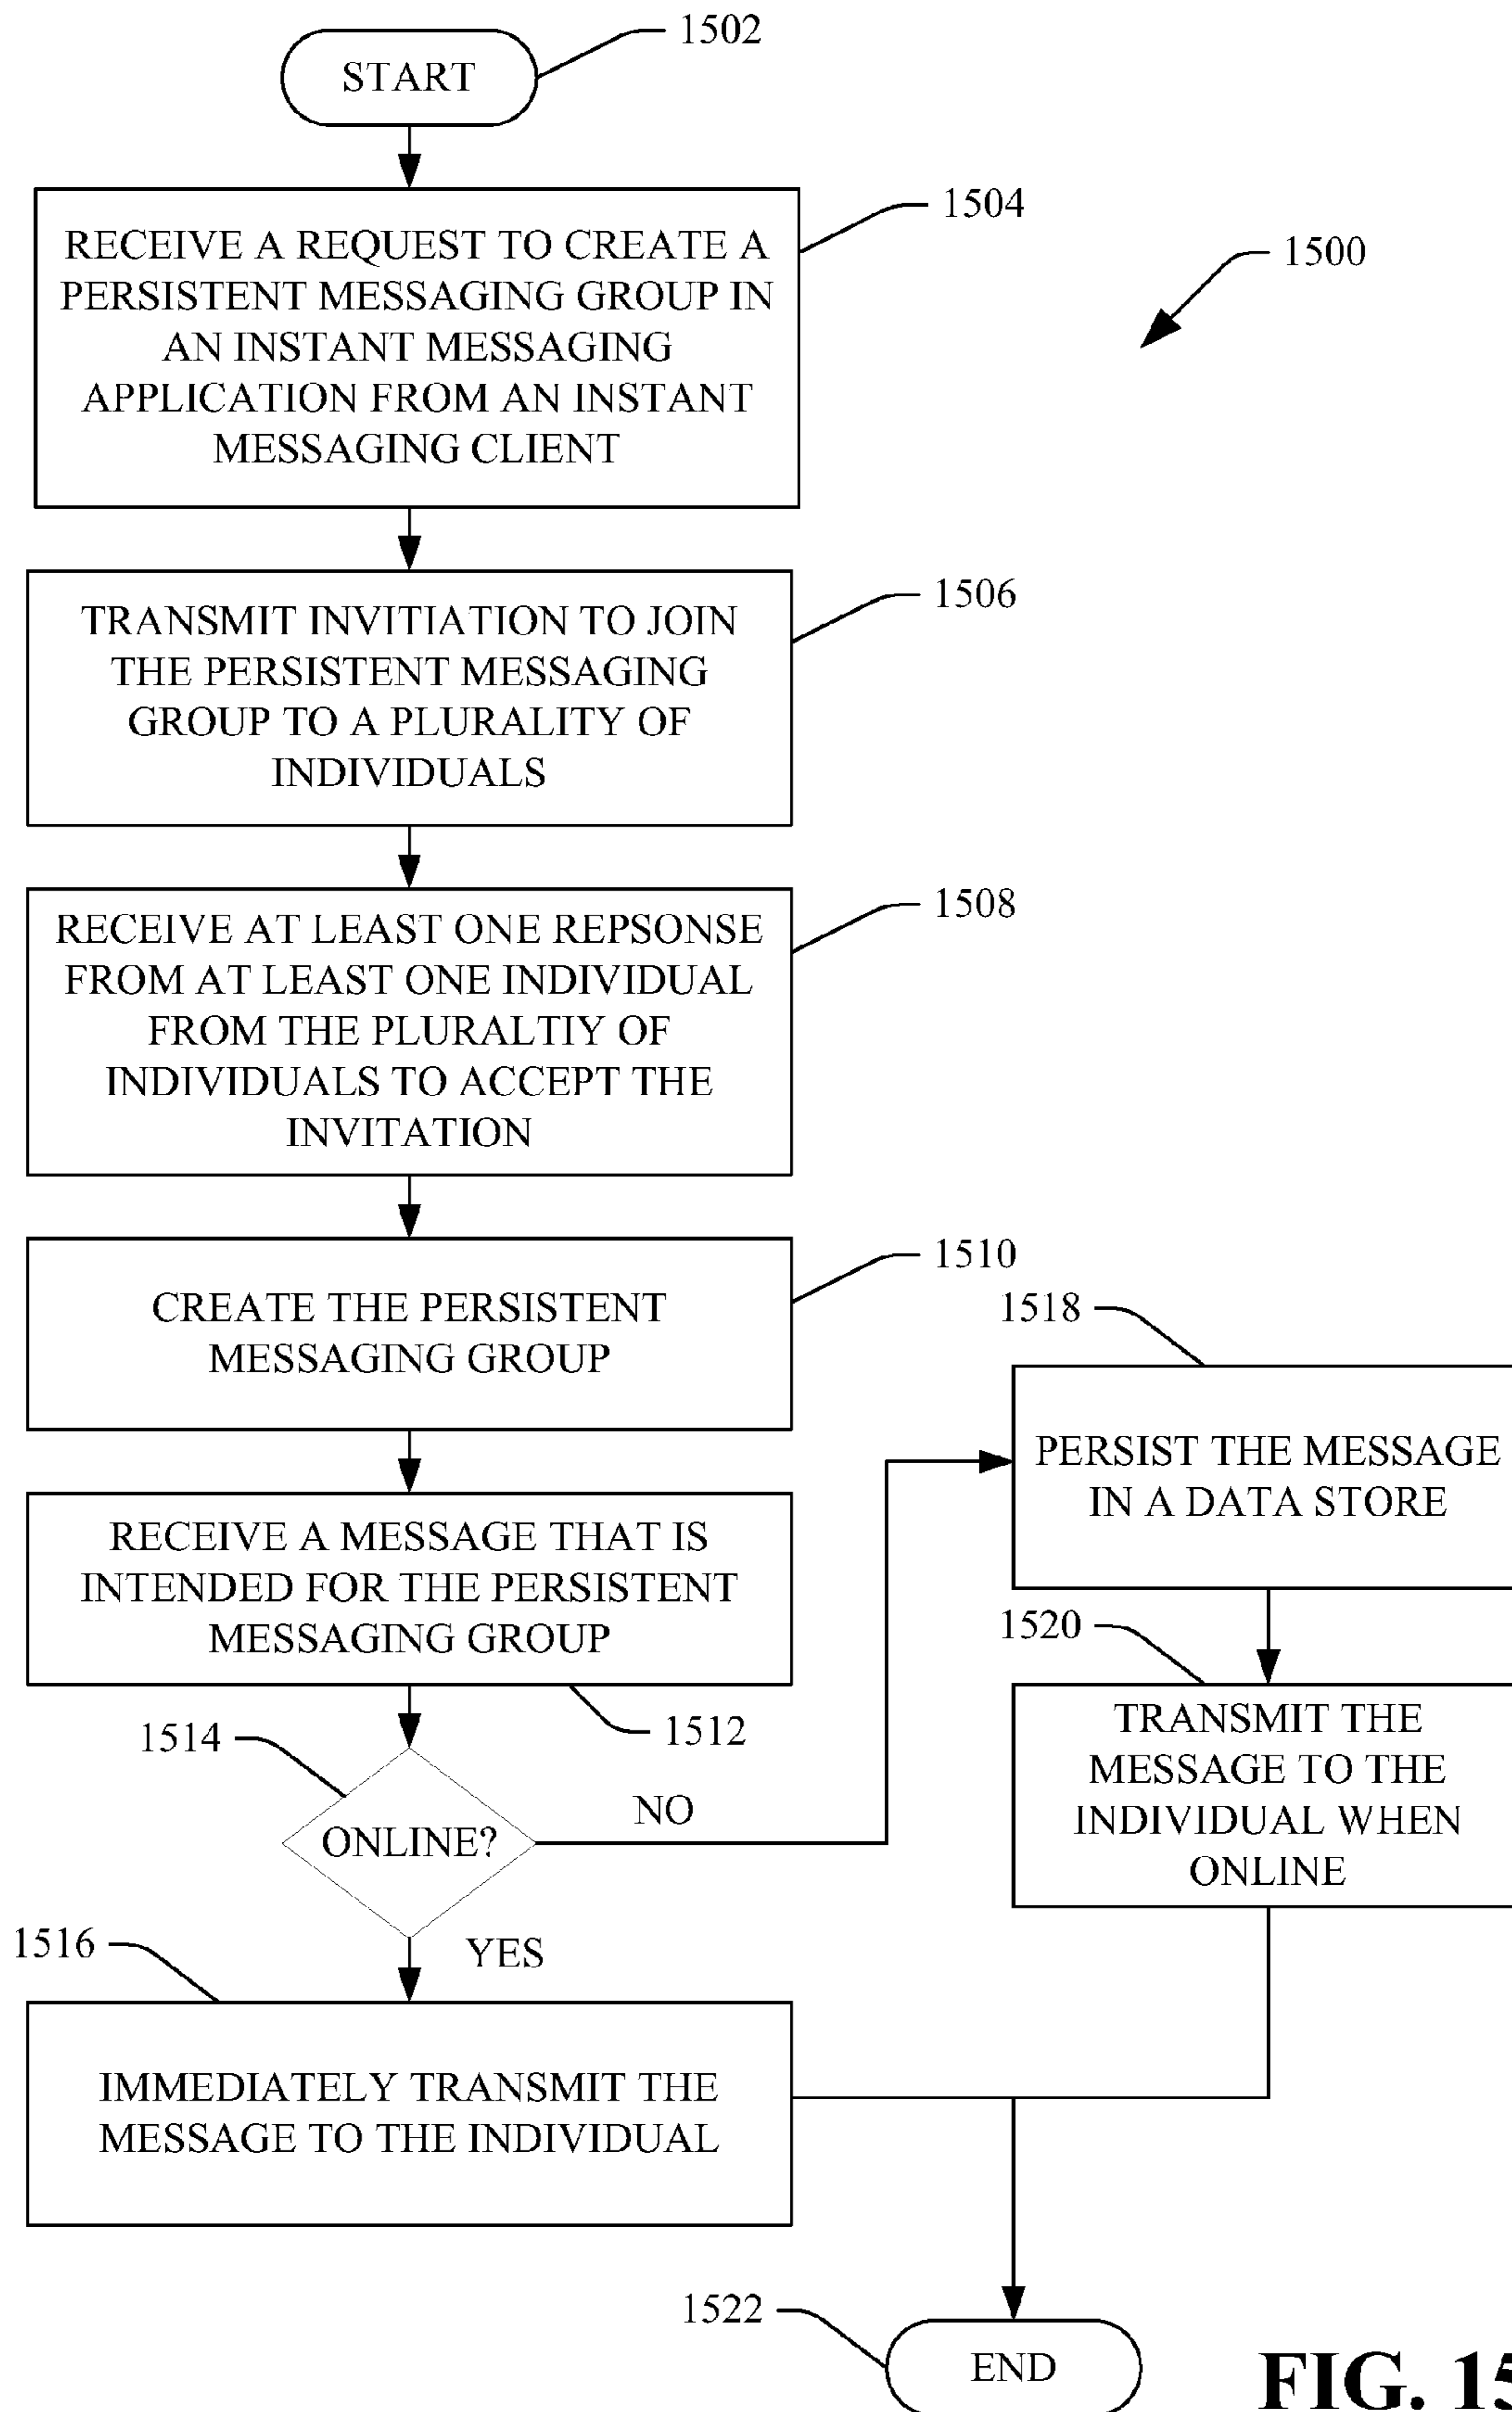 START
1502
RECEIVE A REQUEST TO CREATE A
PERSISTENT MESSAGING GROUP IN
AN INSTANT MESSAGING
APPLICATION FROM AN INSTANT
MESSAGING CLIENT
1504
1500
TRANSMIT INVITIATION TO JOIN
THE PERSISTENT MESSAGING
GROUP TO A PLURALITY OF
INDIVIDUALS
1506
RECEIVE AT LEAST ONE REPSONSE
FROM AT LEAST ONE INDIVIDUAL
FROM THE PLURALTIY OF
INDIVIDUALS TO ACCEPT THE
INVITATION
1508
CREATE THE PERSISTENT
MESSAGING GROUP
1510
RECEIVE A MESSAGE THAT IS
INTENDED FOR THE PERSISTENT
MESSAGING GROUP
1512
1514
ONLINE?
NO
YES
1518
PERSIST THE MESSAGE
IN A DATA STORE
1520
TRANSMIT THE
MESSAGE TO THE
INDIVIDUAL WHEN
ONLINE
1516
IMMEDIATELY TRANSMIT THE
MESSAGE TO THE INDIVIDUAL
1522
END
FIG. 15